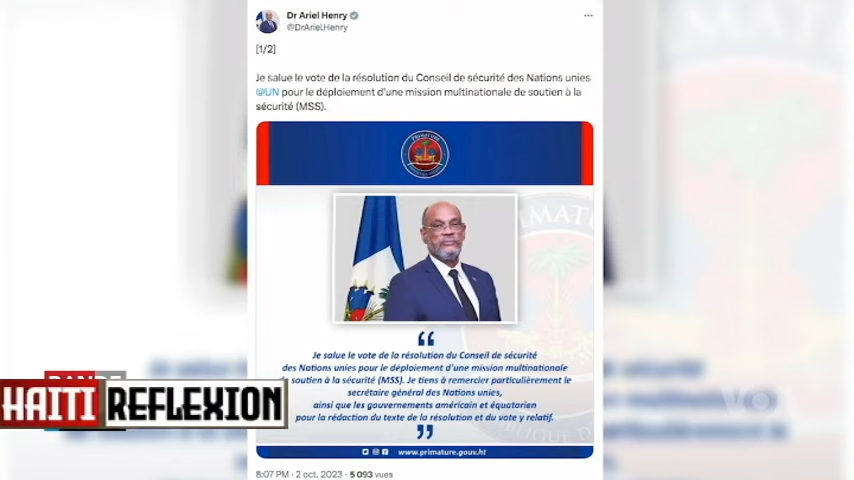 Dr Ariel Henry
@DrArielHenry
[1/2]
Je salue le vote de la résolution du Conseil de sécurité des Nations unies
@UN pour le déploiement d'une mission multinationale de soutien à la
sécurité (MSS).
PRIMATURE
Je salue le vote de la résolution du Conseil de sécurité
des Nations unies pour le déploiement d'une mission multinationale
de soutien à la sécurité (MSS). Je tiens à remercier particulièrement le
secrétaire général des Nations unies,
ainsi que les gouvernements américain et équatorien
pour la rédaction du texte de la résolution et du vote y relatif.
www.primature.gouv.ht
8:07 PM · 2 oct. 2023 · 5 093 vues
HAITI REFLEXION
VOA